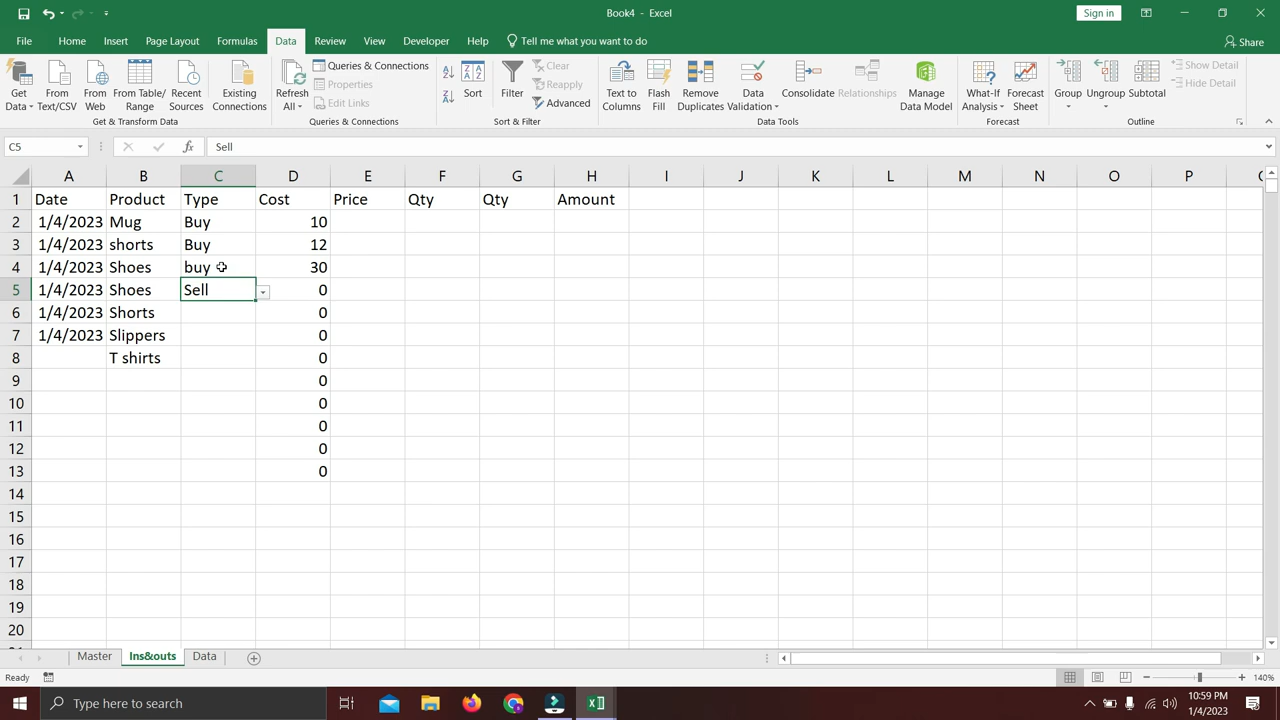 Book4 - Excel
Sign in
File Home Insert Page Layout Formulas Data Review View Developer Help Tell me what you want to do
Share
Get Data From Text/CSV From Web From Table/Range Recent Sources Existing Connections
Get & Transform Data
Refresh All Queries & Connections Properties Edit Links
Queries & Connections
Sort Filter Clear Reapply Advanced
Sort & Filter
Text to Columns Flash Fill Remove Duplicates Data Validation Consolidate Relationships Manage Data Model
Data Tools
What-If Analysis Forecast Sheet
Forecast
Group Ungroup Subtotal Show Detail Hide Detail
Outline
C5 fx Sell
A B C D E F G H I J K L M N O P
1 Date Product Type Cost Price Qty Qty Amount
2 1/4/2023 Mug Buy 10
3 1/4/2023 shorts Buy 12
4 1/4/2023 Shoes buy 30
5 1/4/2023 Shoes Sell 0
6 1/4/2023 Shorts 0
7 1/4/2023 Slippers 0
8 T shirts 0
9 0
10 0
11 0
12 0
13 0
14
15
16
17
18
19
20
Master Ins&outs Data
Ready
140%
Type here to search
10:59 PM
1/4/2023